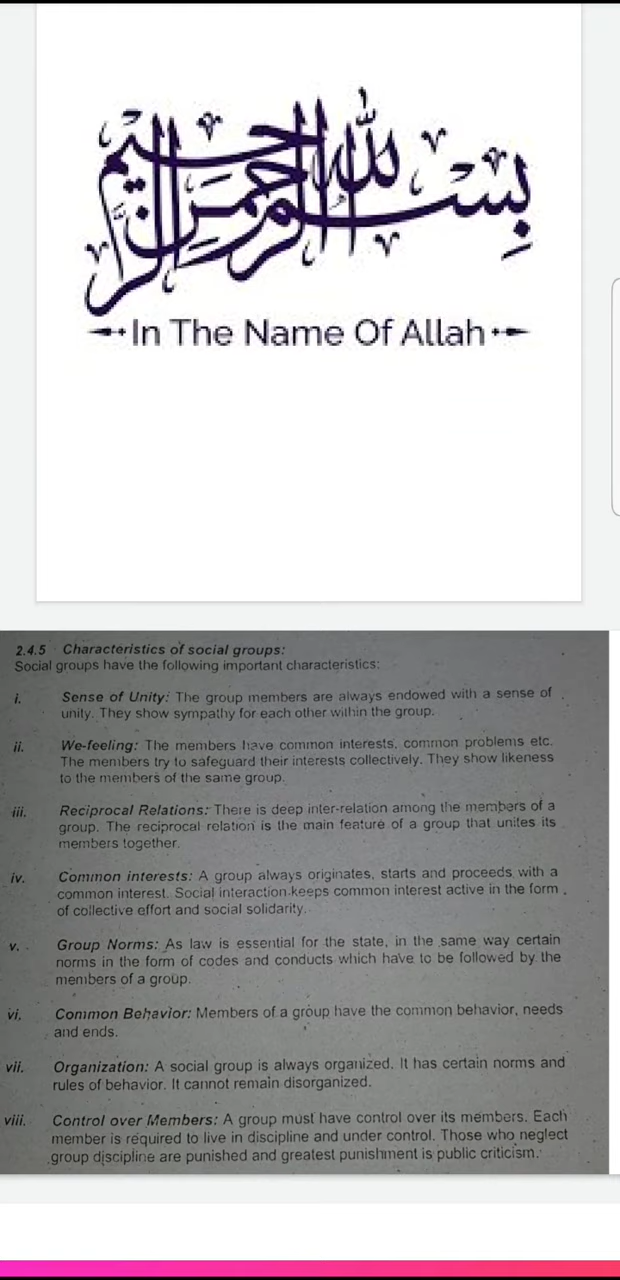 بسم الله الرحمن الرحيم
In The Name Of Allah
2.4.5 Characteristics of social groups:
Social groups have the following important characteristics:
i. Sense of Unity: The group members are always endowed with a sense of
unity. They show sympathy for each other within the group.
ii. We-feeling: The members have common interests, common problems etc.
The members try to safeguard their interests collectively. They show likeness
to the members of the same group.
iii. Reciprocal Relations: There is deep inter-relation among the members of a
group. The reciprocal relation is the main feature of a group that unites its
members together.
iv. Common interests: A group always originates, starts and proceeds with a
common interest. Social interaction keeps common interest active in the form
of collective effort and social solidarity.
v. Group Norms: As law is essential for the state, in the same way certain
norms in the form of codes and conducts which have to be followed by the
members of a group.
vi. Common Behavior: Members of a group have the common behavior, needs
and ends.
vii. Organization: A social group is always organized. It has certain norms and
rules of behavior. It cannot remain disorganized.
viii. Control over Members: A group must have control over its members. Each
member is required to live in discipline and under control. Those who neglect
group discipline are punished and greatest punishment is public criticism.